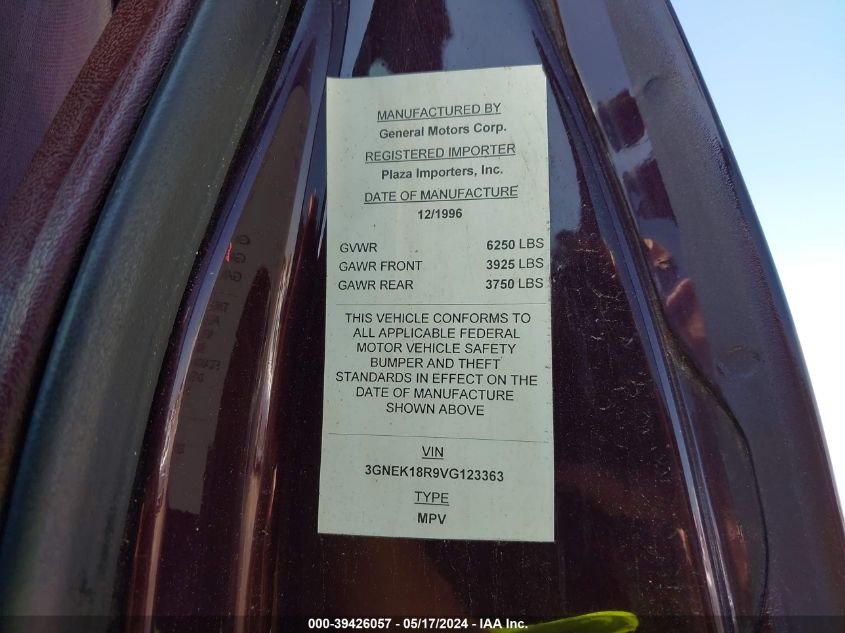 MANUFACTURED BY
General Motors Corp.
REGISTERED IMPORTER
Plaza Importers, Inc.
DATE OF MANUFACTURE
12/1996
GVWR 6250 LBS
GAWR FRONT 3925 LBS
GAWR REAR 3750 LBS
THIS VEHICLE CONFORMS TO
ALL APPLICABLE FEDERAL
MOTOR VEHICLE SAFETY
BUMPER AND THEFT
STANDARDS IN EFFECT ON THE
DATE OF MANUFACTURE
SHOWN ABOVE
VIN
3GNEK18R9VG123363
TYPE
MPV
000-39426057 - 05/17/2024 - IAA Inc.